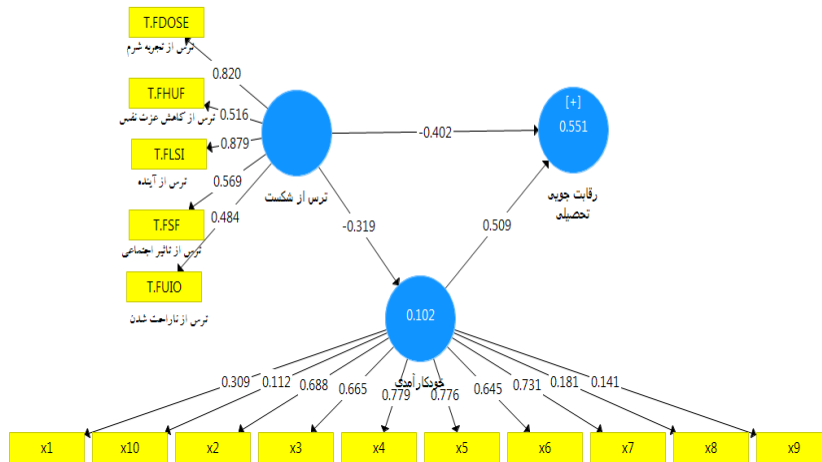 T.FDOSE
ترس از تجربه شرم
0.820
T.FHUF
ترس از کاهش عزت نفس
0.516
T.FLSI
0.879
ترس از آینده
0.569
T.FSF
ترس از تاثیر اجتماعی
0.484
T.FUIO
ترس از ناراحت شدن
ترس از شکست
-0.402
[+]
0.551
رقابت جویی
تحصیلی
-0.319
0.509
0.102
خودکارآمدی
0.309 0.112 0.688 0.665 0.779 0.776 0.645 0.731 0.181 0.141
x1 x10 x2 x3 x4 x5 x6 x7 x8 x9